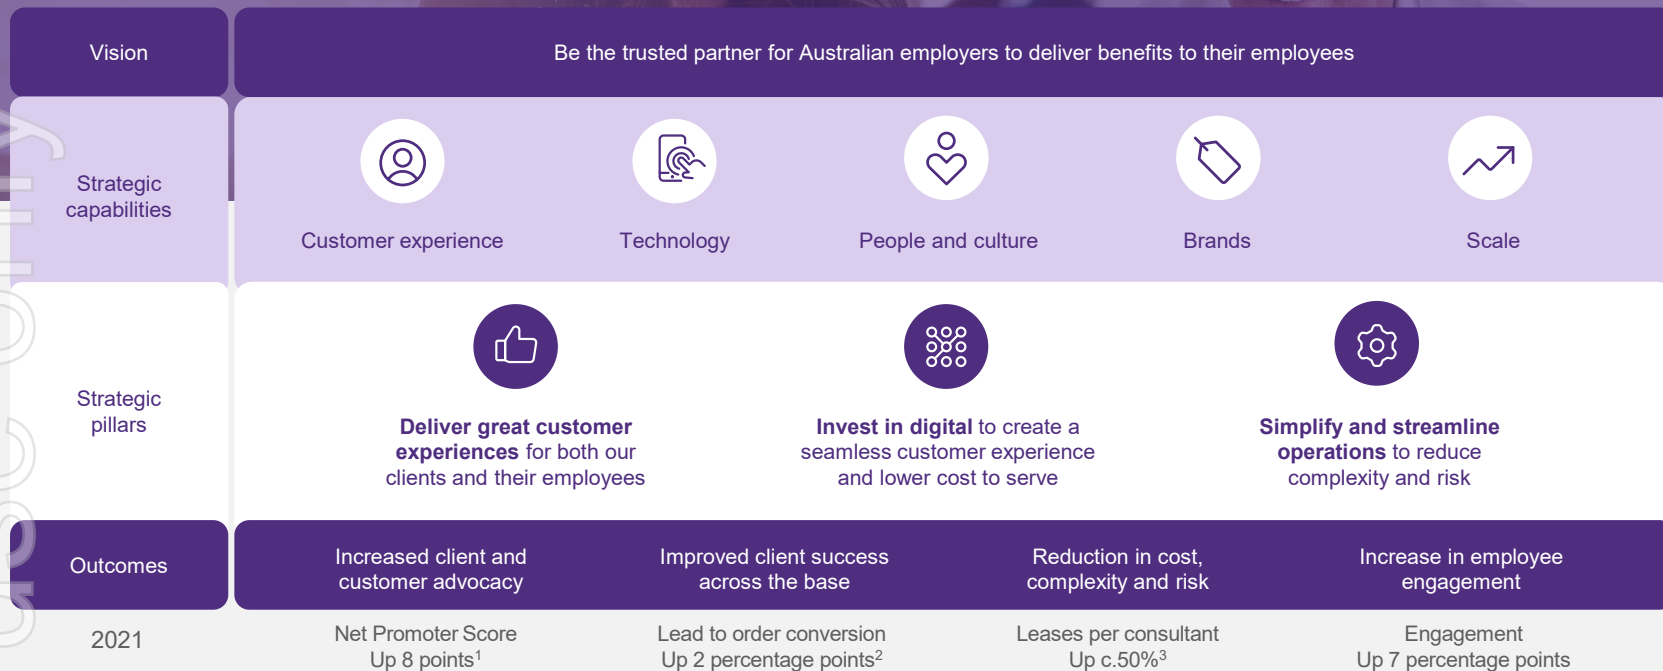 Vision
Be the trusted partner for Australian employers to deliver benefits to their employees
Strategic
capabilities
Customer experience
Technology
People and culture
Brands
Scale
Strategic
pillars
Deliver great customer
experiences for both our
clients and their employees
Invest in digital to create a
seamless customer experience
and lower cost to serve
Simplify and streamline
operations to reduce
complexity and risk
Outcomes
Increased client and
customer advocacy
Improved client success
across the base
Reduction in cost,
complexity and risk
Increase in employee
engagement
2021
Net Promoter Score
Up 8 points¹
Lead to order conversion
Up 2 percentage points²
Leases per consultant
Up c.50%³
Engagement
Up 7 percentage points